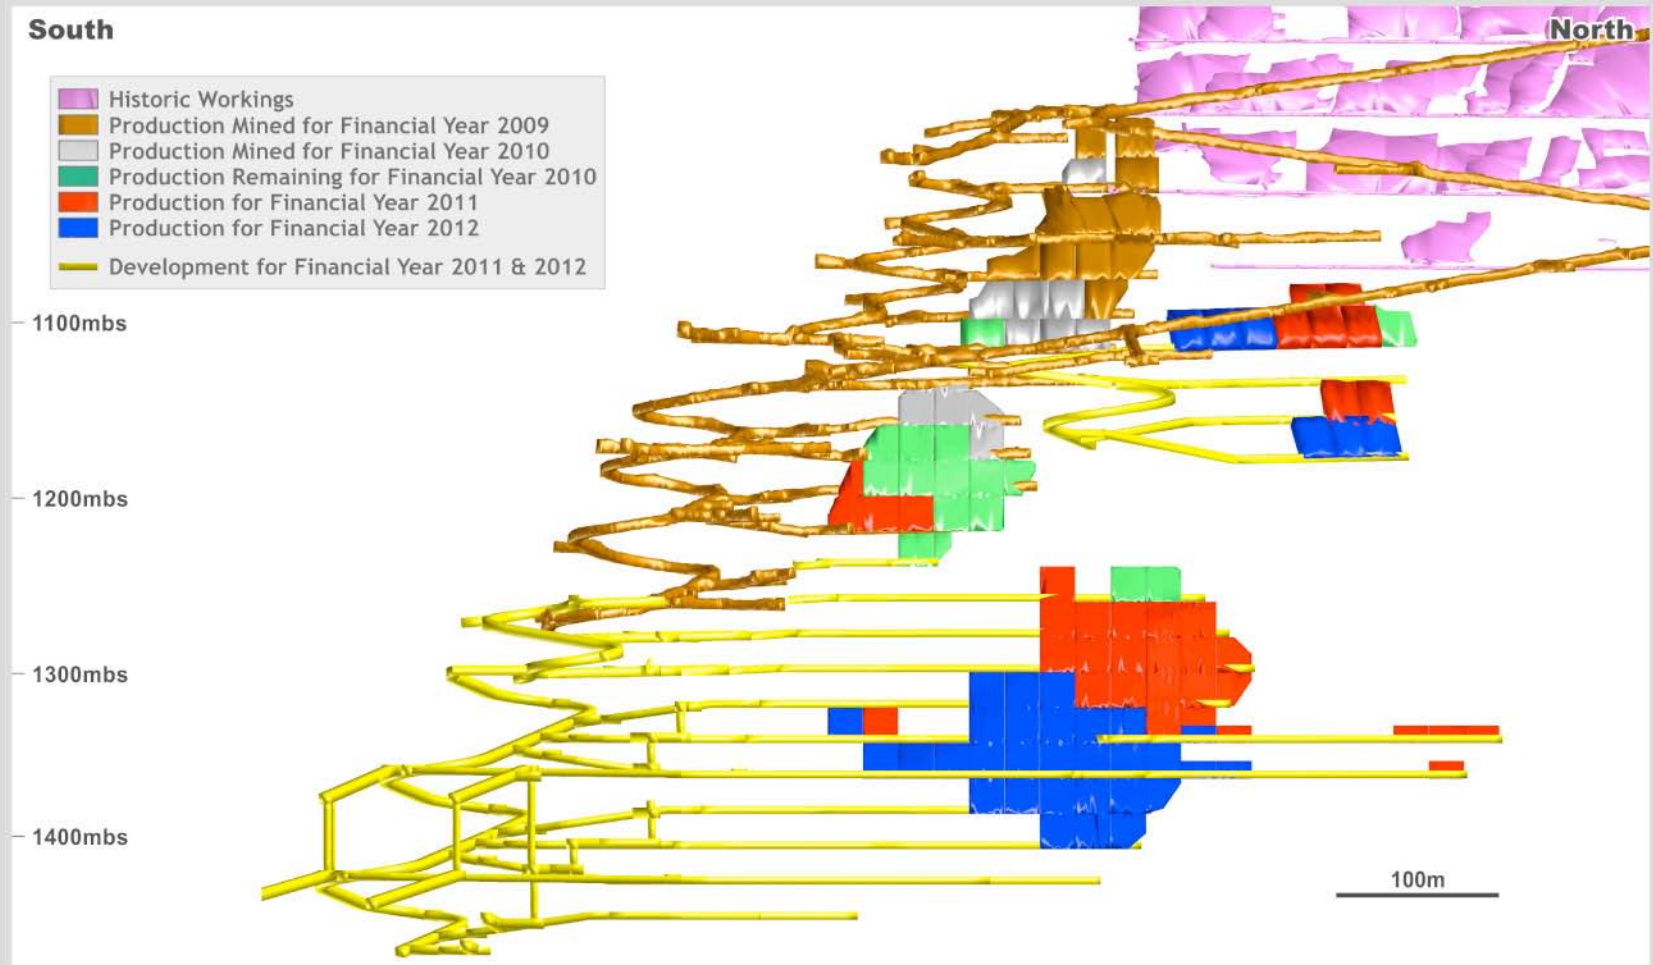 South
North
Historic Workings
Production Mined for Financial Year 2009
Production Mined for Financial Year 2010
Production Remaining for Financial Year 2010
Production for Financial Year 2011
Production for Financial Year 2012
Development for Financial Year 2011 & 2012
1100mbs
1200mbs
1300mbs
1400mbs
100m